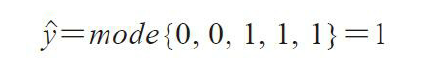 ŷ=mode{0, 0, 1, 1, 1}=1